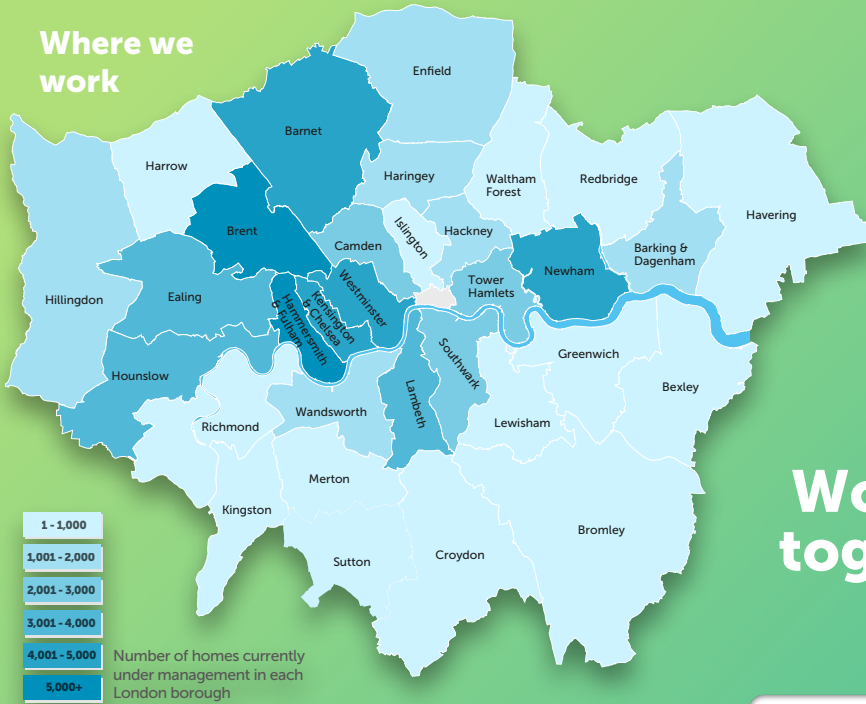 Where we
work
Enfield
Barnet
Harrow
Haringey
Waltham
Forest
Redbridge
Havering
Brent
Camden
Islington
Hackney
Newham
Barking &
Dagenham
Hillingdon
Ealing
Hammersmith
& Fulham
Kensington
& Chelsea
Westminster
Tower
Hamlets
Hounslow
Southwark
Greenwich
Bexley
Richmond
Wandsworth
Lambeth
Lewisham
Merton
Kingston
Sutton
Croydon
Bromley
Wo
tog
1 - 1,000
1,001 - 2,000
2,001 - 3,000
3,001 - 4,000
4,001 - 5,000
5,000+
Number of homes currently
under management in each
London borough